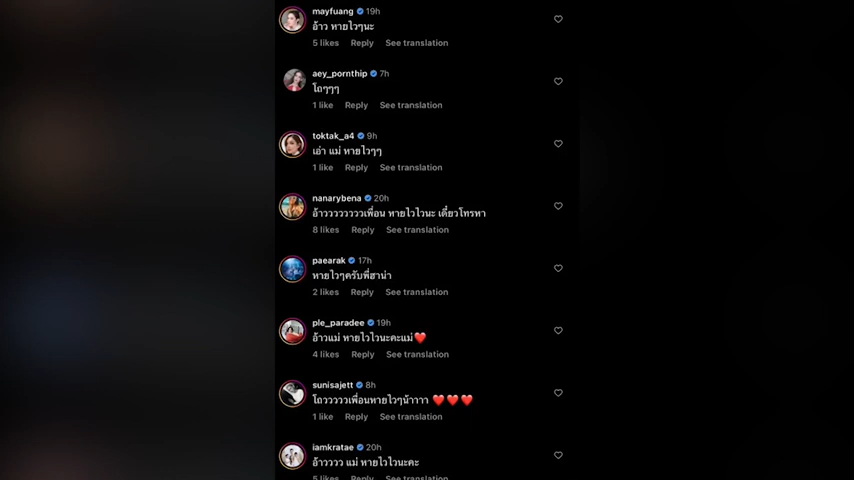 mayfuang 19h
อ้าว หายไวๆนะ
5 likes Reply See translation
aey_pornthip 7h
โถๆๆๆ
1 like Reply See translation
toktak_a4 9h
เอ่า แม่ หายไวๆๆ
1 like Reply See translation
nanarybena 20h
อ้าววววววววเพื่อน หายไวไวนะ เดี๋ยวโทรหา
8 likes Reply See translation
paearak 17h
หายไวๆครับพี่ฮาน่า
2 likes Reply See translation
ple_paradee 19h
อ้าวแม่ หายไวไวนะคะแม่❤️
4 likes Reply See translation
sunisajett 8h
โถวววววเพื่อนหายไวๆน้าาาา ❤️❤️❤️
1 like Reply See translation
iamkratae 20h
อ้าวววว แม่ หายไวไวนะคะ
5 likes Reply See translation